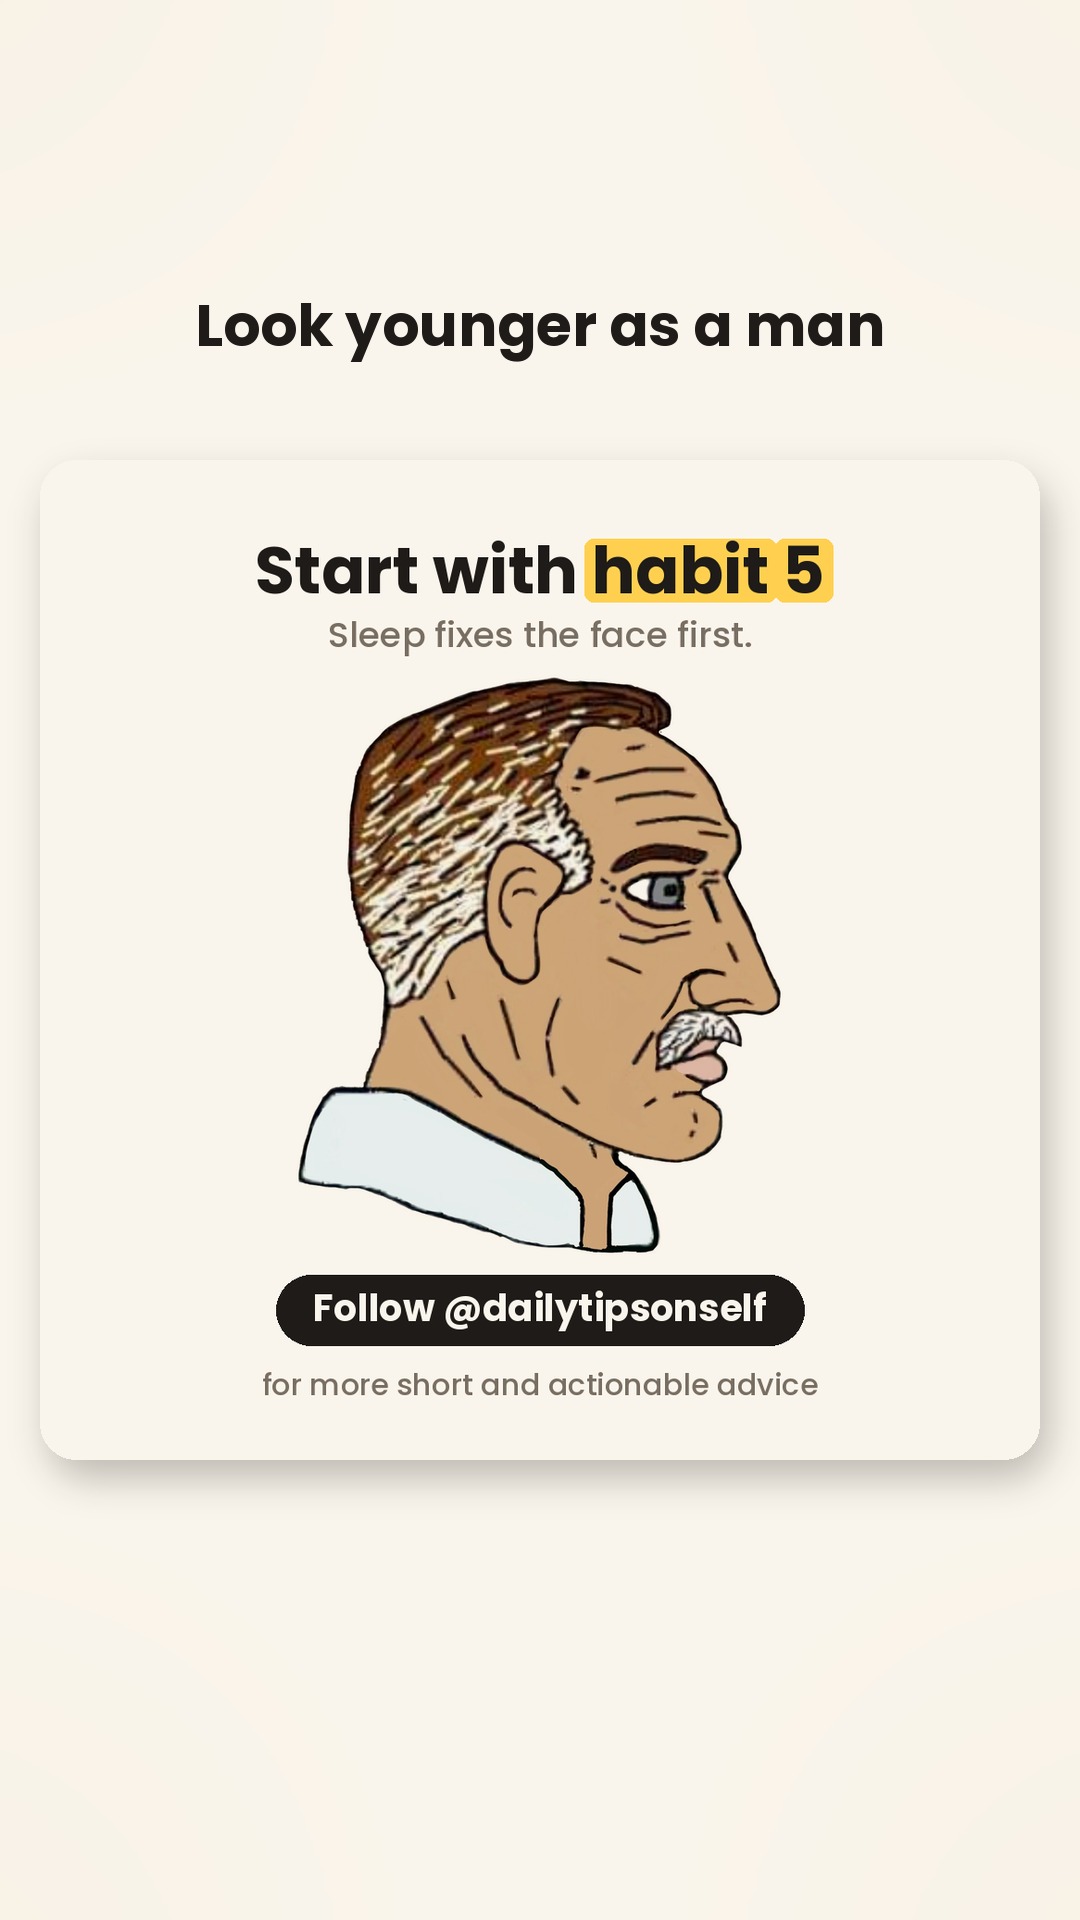 Look younger as a man
Start with habit 5
Sleep fixes the face first.
Follow @dailytipsonself
for more short and actionable advice